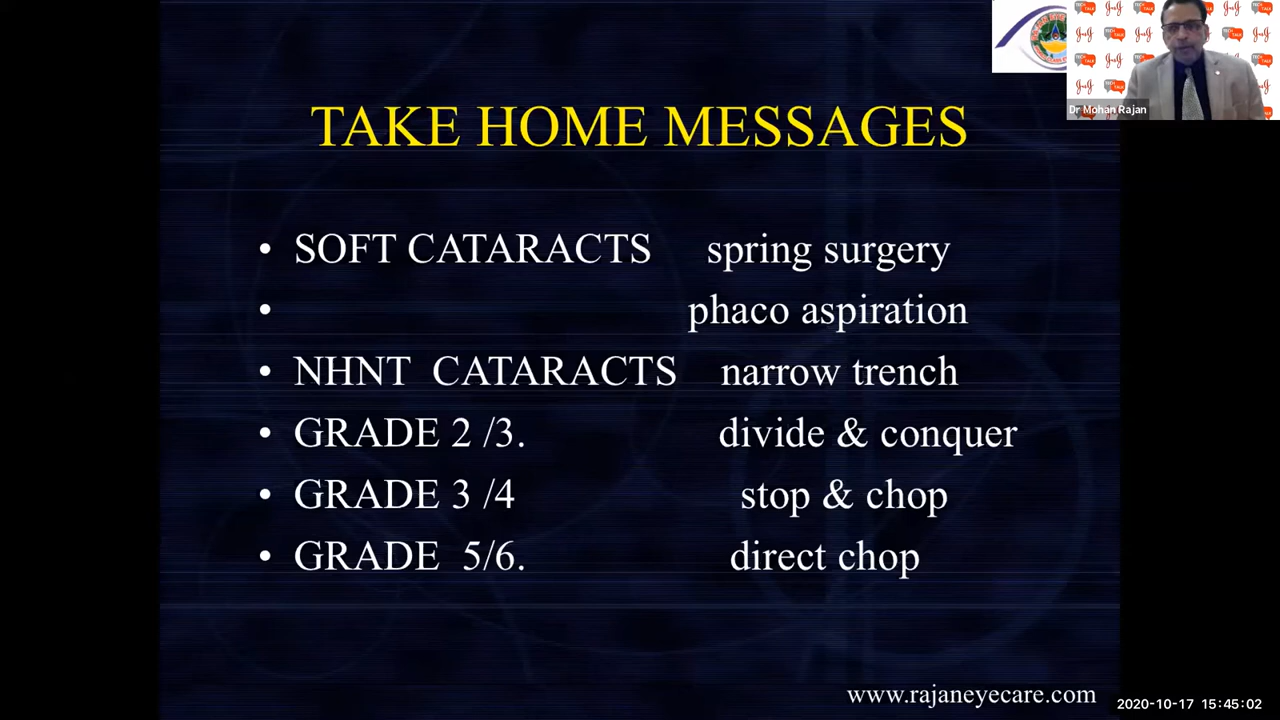 TAKE HOME MESSAGES
• SOFT CATARACTS spring surgery
• phaco aspiration
• NHNT CATARACTS narrow trench
• GRADE 2 /3. divide & conquer
• GRADE 3 /4 stop & chop
• GRADE 5/6. direct chop
www.rajaneyecare.com
Dr Mohan Rajan
2020-10-17 15:45:02